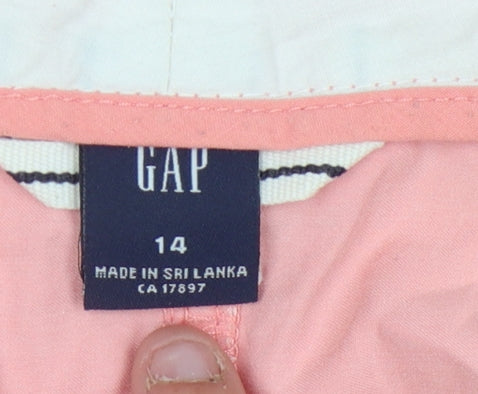 GAP
14
MADE IN SRI LANKA
CA 17897